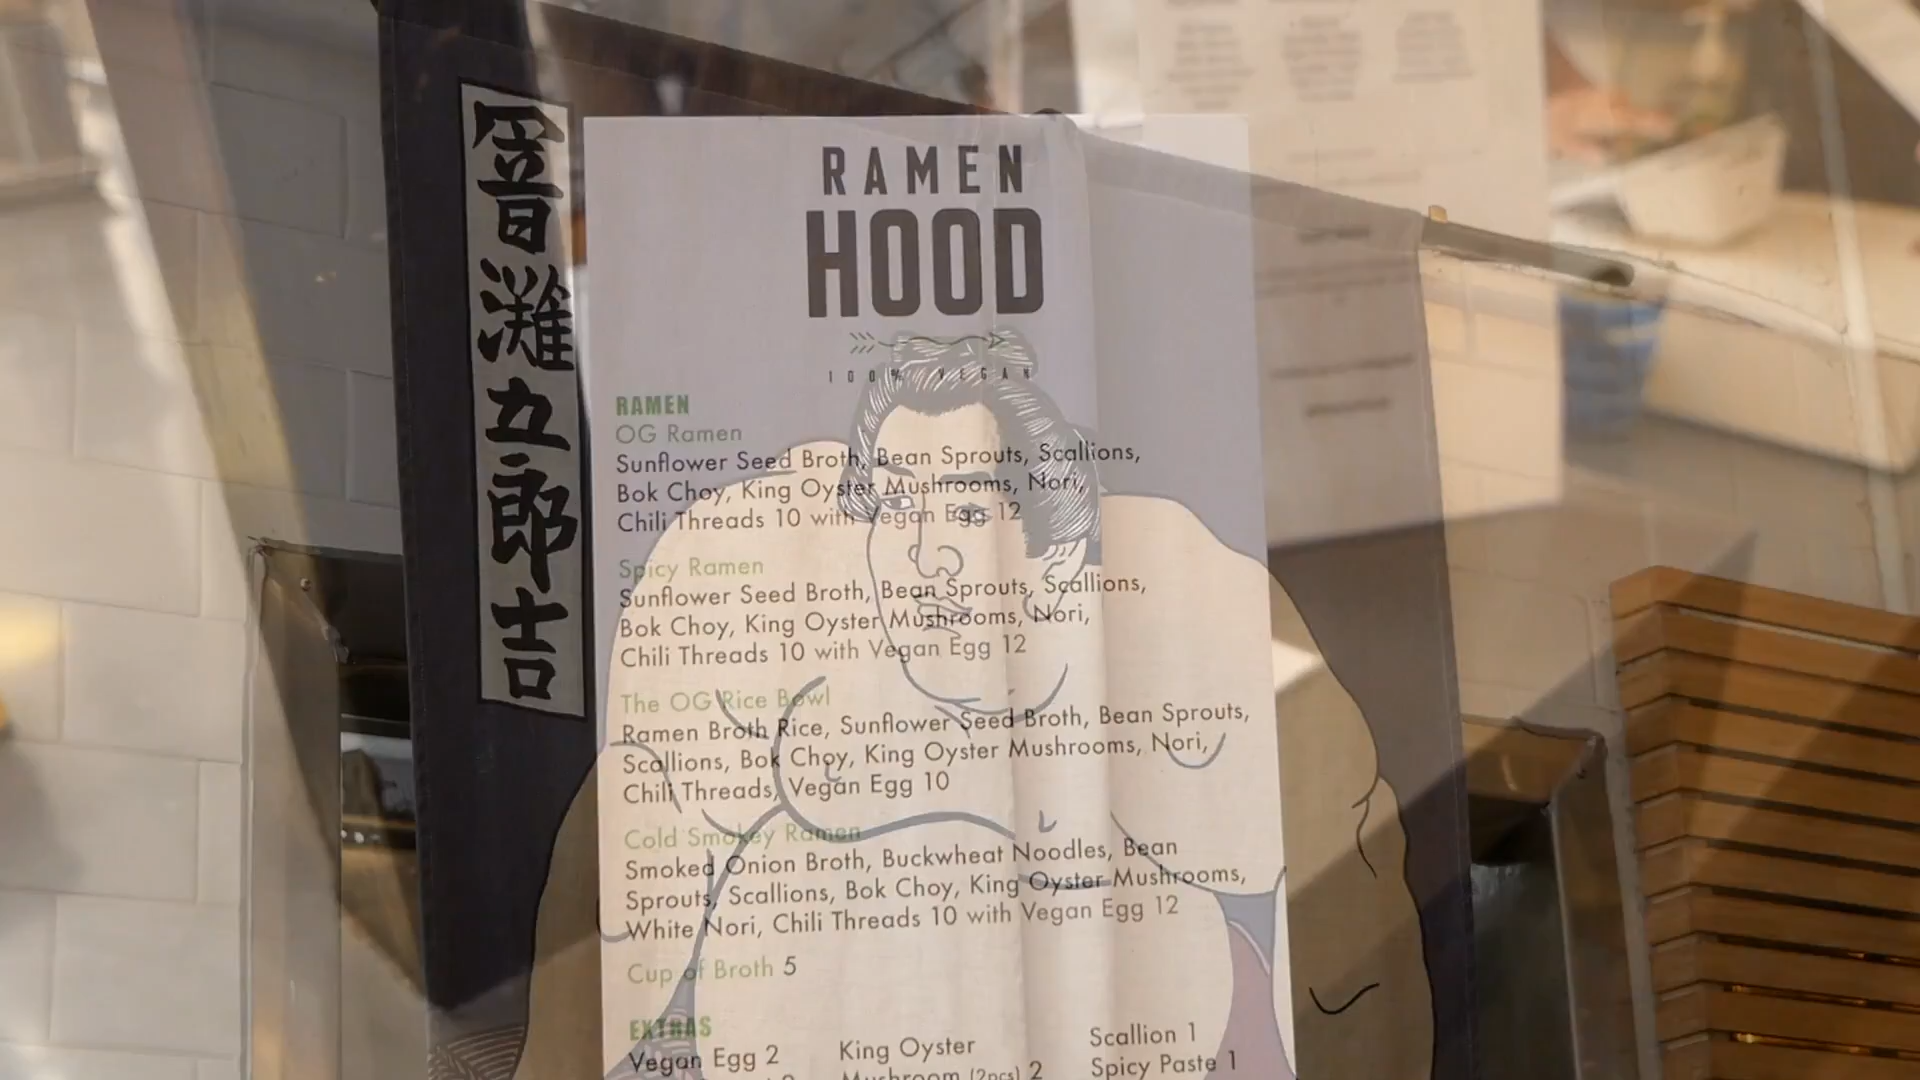 雷灘五郎吉
RAMEN
HOOD
100% VEGAN
RAMEN
OG Ramen
Sunflower Seed Broth, Bean Sprouts, Scallions,
Bok Choy, King Oyster Mushrooms, Nori,
Chili Threads 10 with Vegan Egg 12
Spicy Ramen
Sunflower Seed Broth, Bean Sprouts, Scallions,
Bok Choy, King Oyster Mushrooms, Nori,
Chili Threads 10 with Vegan Egg 12
The OG Rice Bowl
Ramen Broth Rice, Sunflower Seed Broth, Bean Sprouts,
Scallions, Bok Choy, King Oyster Mushrooms, Nori,
Chili Threads, Vegan Egg 10
Cold Smokey Ramen
Smoked Onion Broth, Buckwheat Noodles, Bean
Sprouts, Scallions, Bok Choy, King Oyster Mushrooms,
White Nori, Chili Threads 10 with Vegan Egg 12
Cup of Broth 5
EXTRAS
Vegan Egg 2
King Oyster
Mushroom (2pcs) 2
Scallion 1
Spicy Paste 1